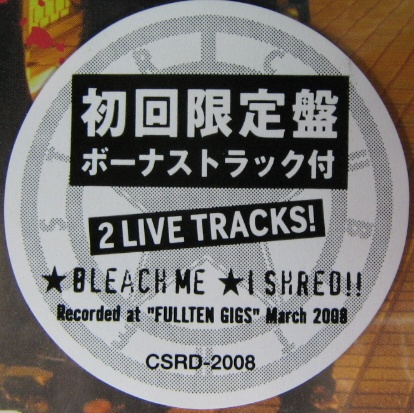 初回限定盤
ボーナストラック付
2 LIVE TRACKS!
★BLEACH ME ★I SHRED!!
Recorded at "FULLTEN GIGS" March 2008
CSRD-2008